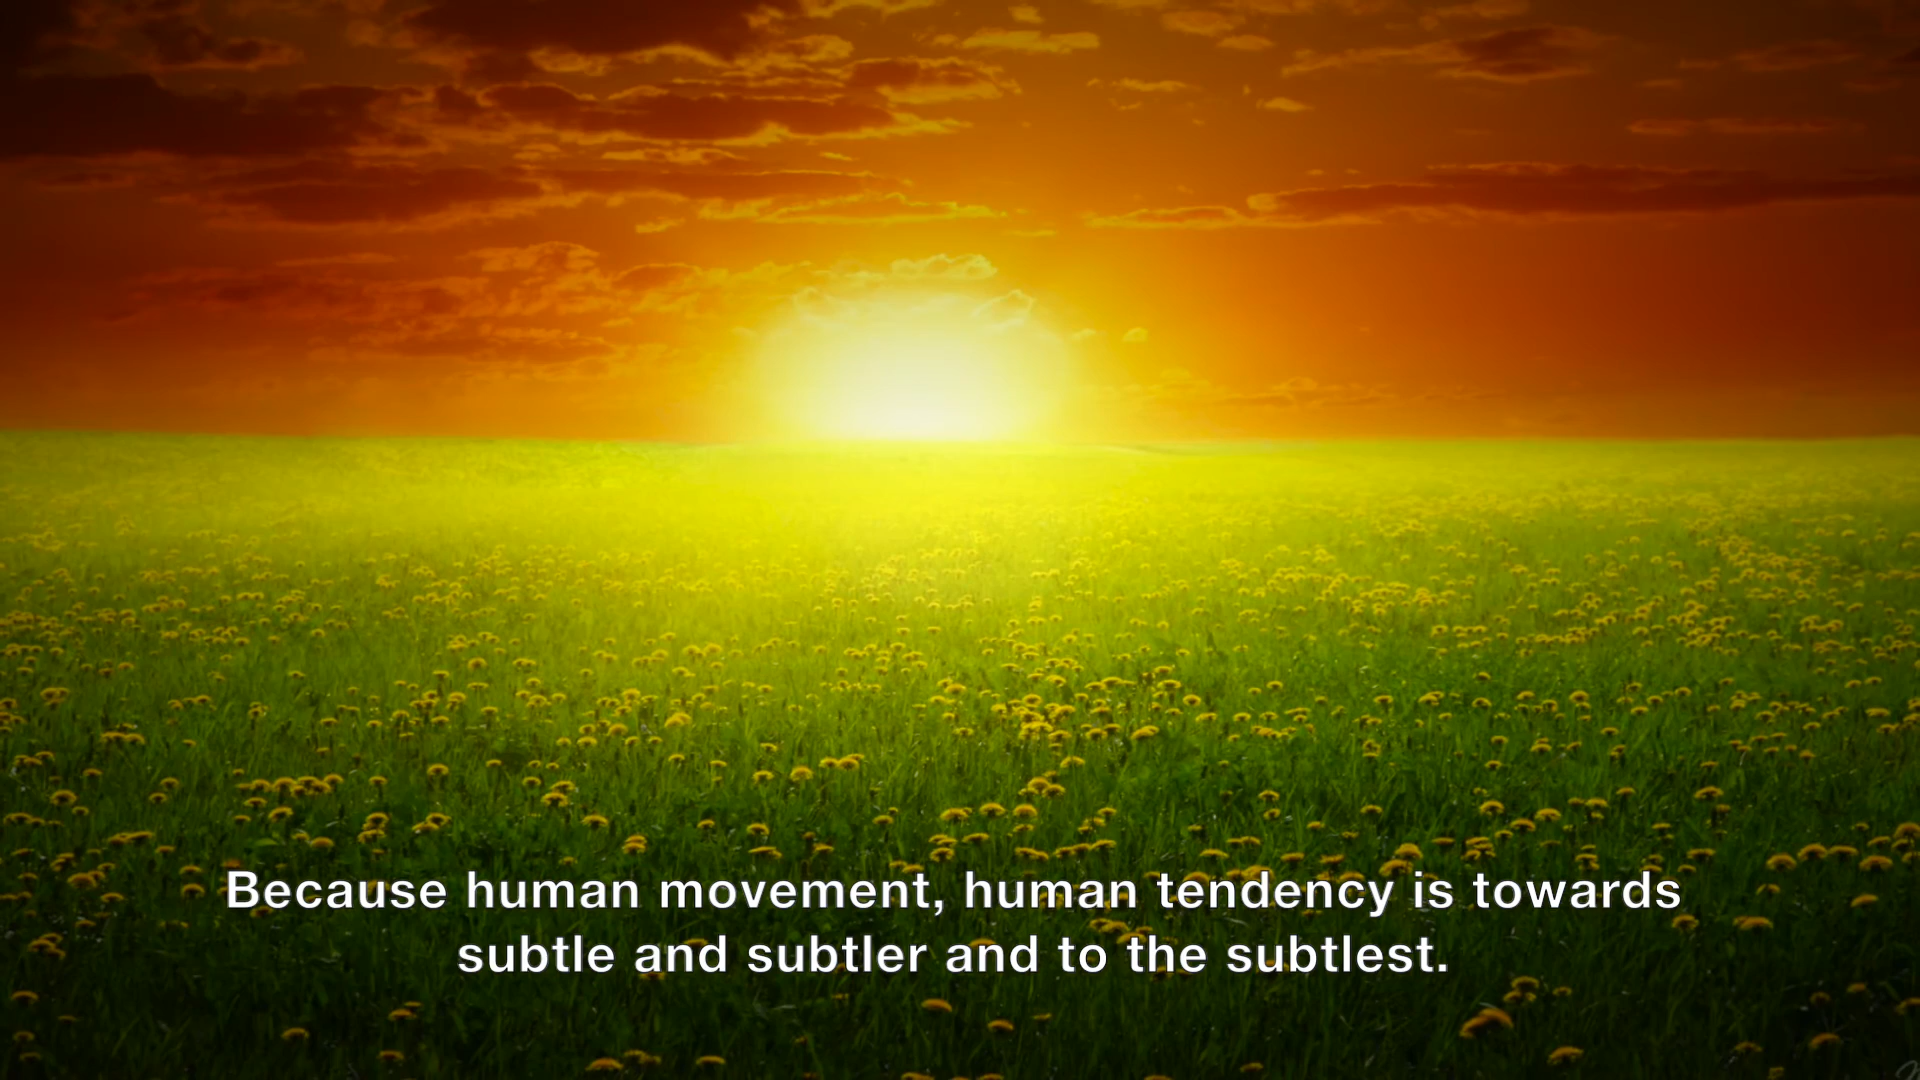 Because human movement, human tendency is towards
subtle and subtler and to the subtlest.